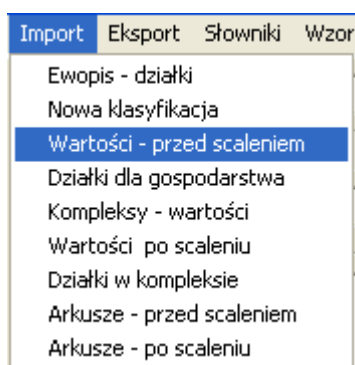 Import Eksport Słowniki Wzor
Ewopis - działki
Nowa klasyfikacja
Wartości - przed scaleniem
Działki dla gospodarstwa
Kompleksy - wartości
Wartości po scaleniu
Działki w kompleksie
Arkusze - przed scaleniem
Arkusze - po scaleniu